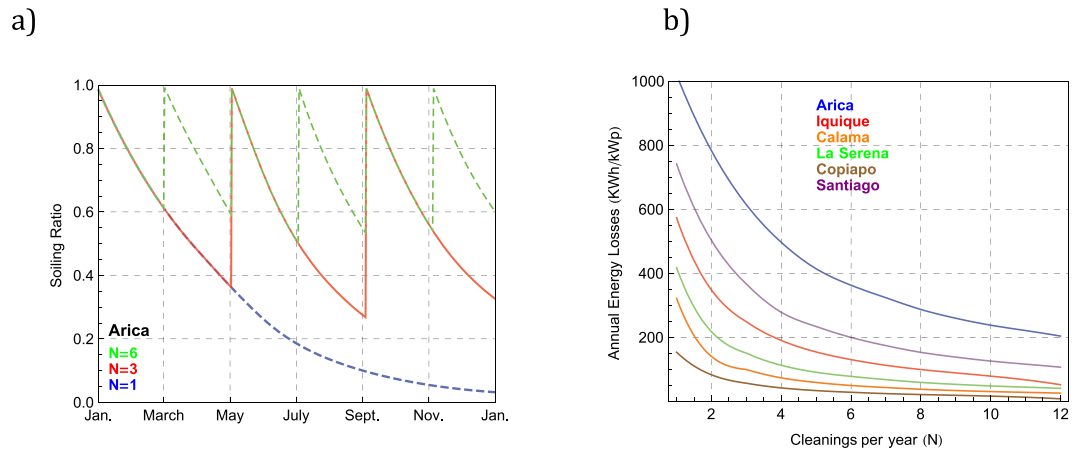 a)
1.0
0.8
0.6
0.4
0.2
0.0
Soiling Ratio
Arica
N=6
N=3
N=1
Jan.
March
May
July
Sept.
Nov.
Jan.
b)
1000
800
600
400
200
Annual Energy Losses (KWh/kWp)
Arica
Iquique
Calama
La Serena
Copiapo
Santiago
2
4
6
8
10
12
Cleanings per year (N)